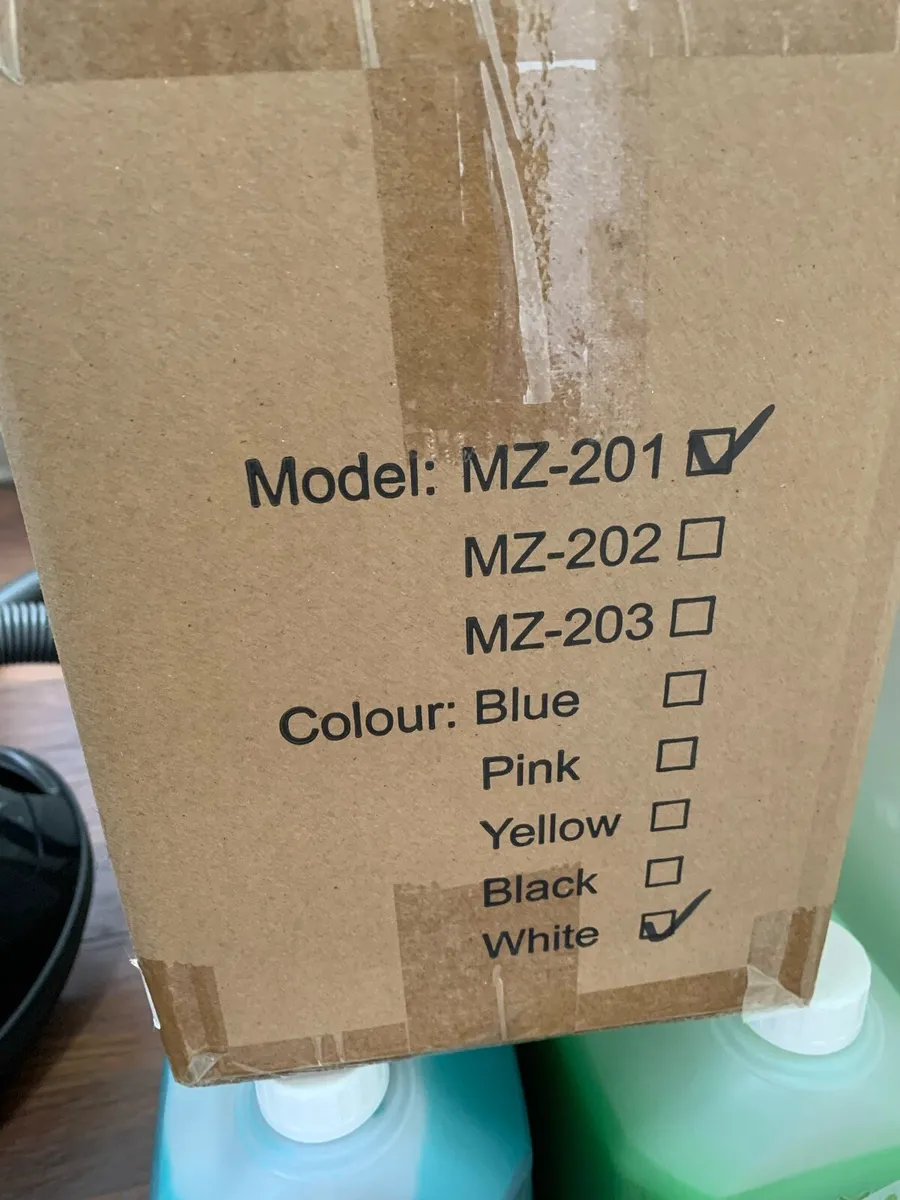 Model: MZ-201 ☑
MZ-202 ☐
MZ-203 ☐
Colour: Blue ☐
Pink ☐
Yellow ☐
Black ☐
White ☑